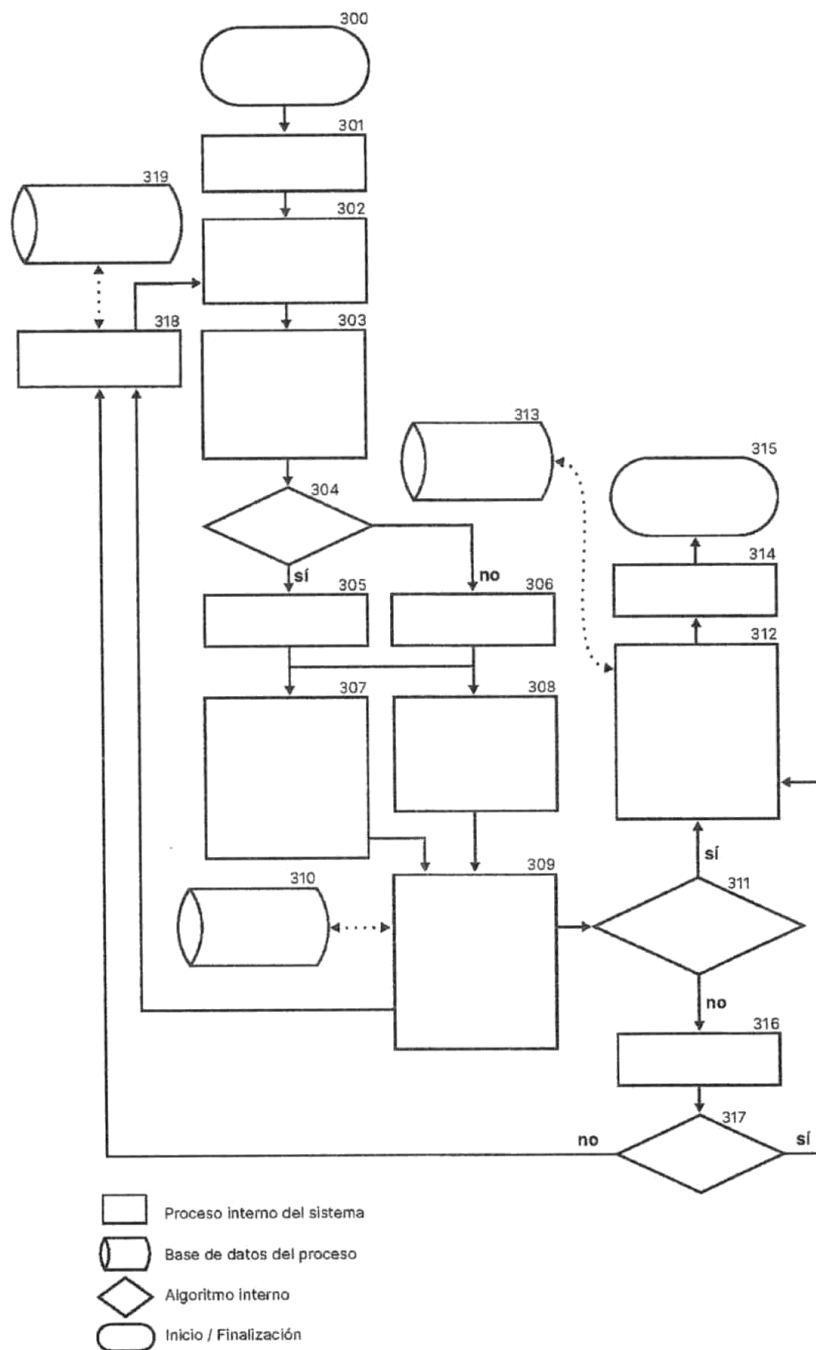 300
301
319
302
318
303
313
315
304
314
sí
no
305
306
312
307
308
sí
309
311
310
no
316
317
no
sí
Proceso interno del sistema
Base de datos del proceso
Algoritmo interno
Inicio / Finalización